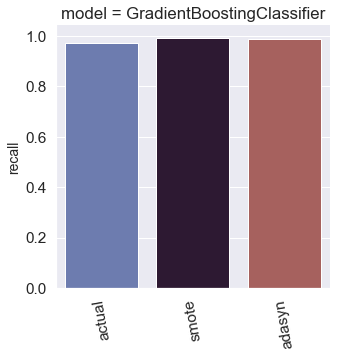 model = GradientBoostingClassifier
1.0
0.8
0.6
0.4
0.2
0.0
recall
actual
smote
adasyn